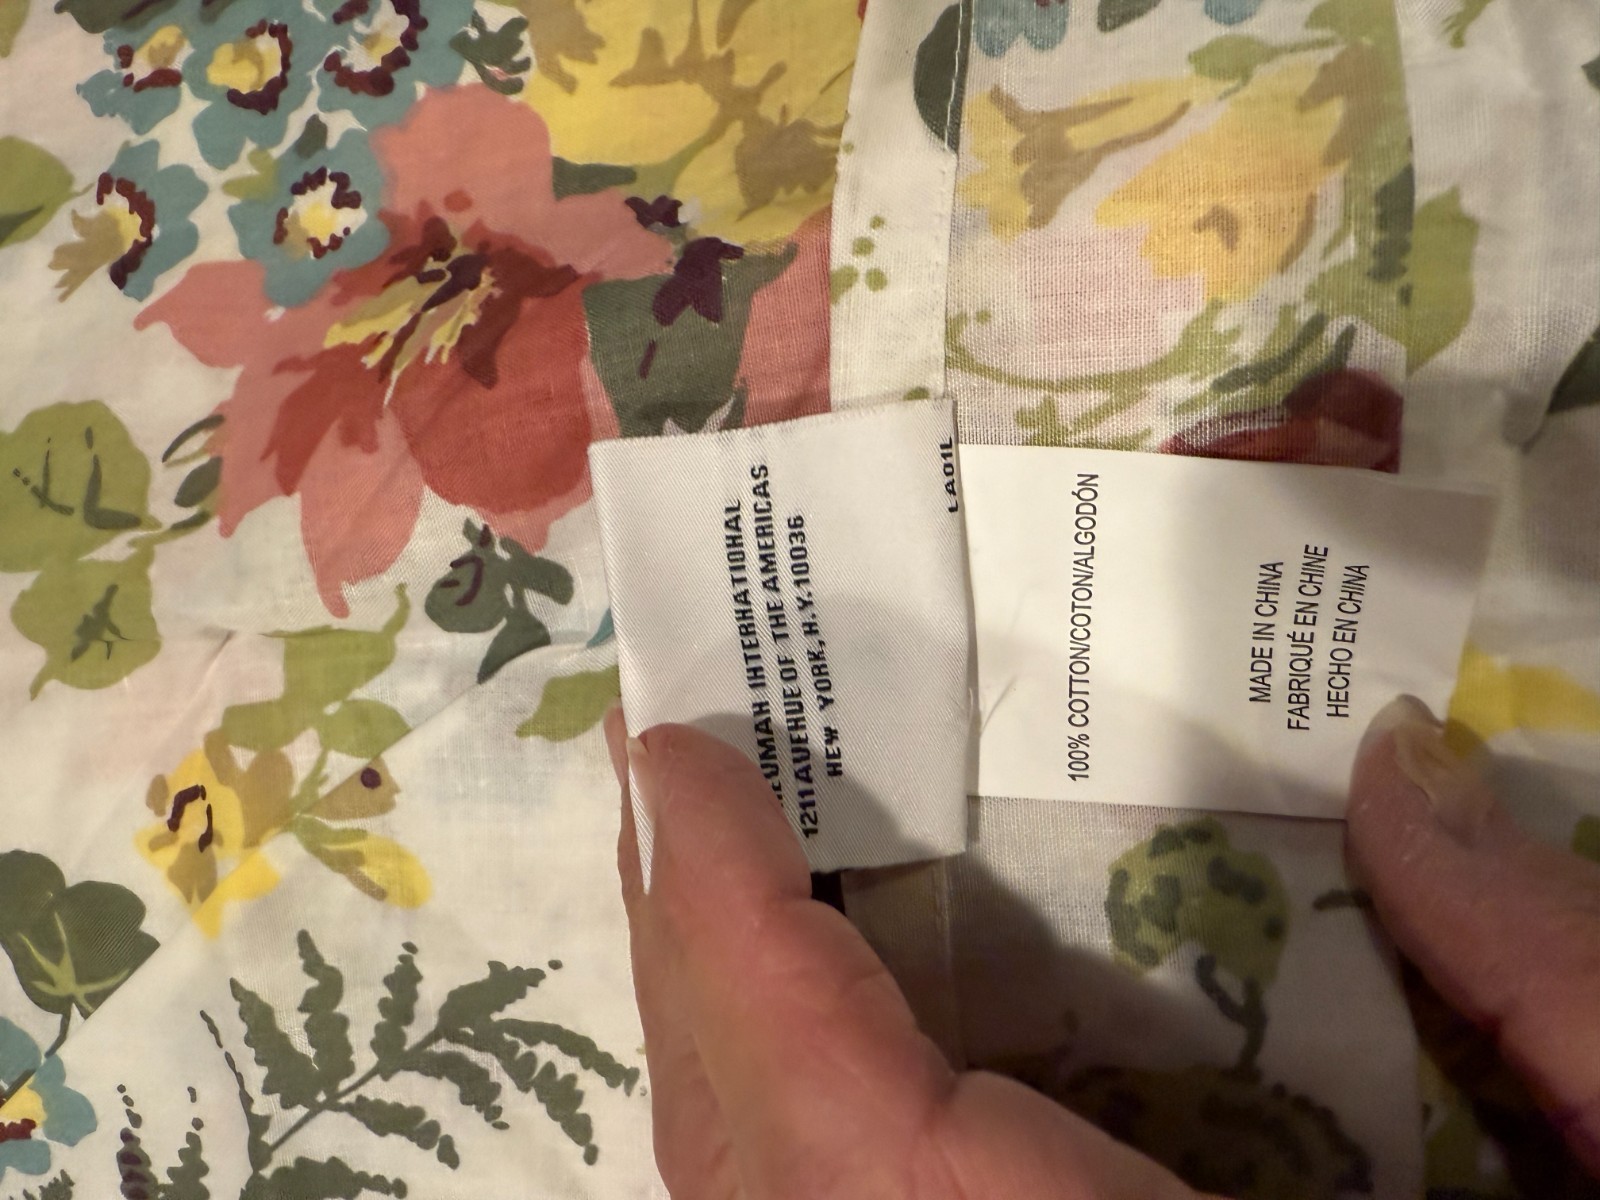 INTERNATIONAL
1211 AVENUE OF THE AMERICAS
NEW YORK, N.Y. 10036
LA01L
100% COTTON/COTON/ALGODÓN
MADE IN CHINA
FABRIQUÉ EN CHINE
HECHO EN CHINA